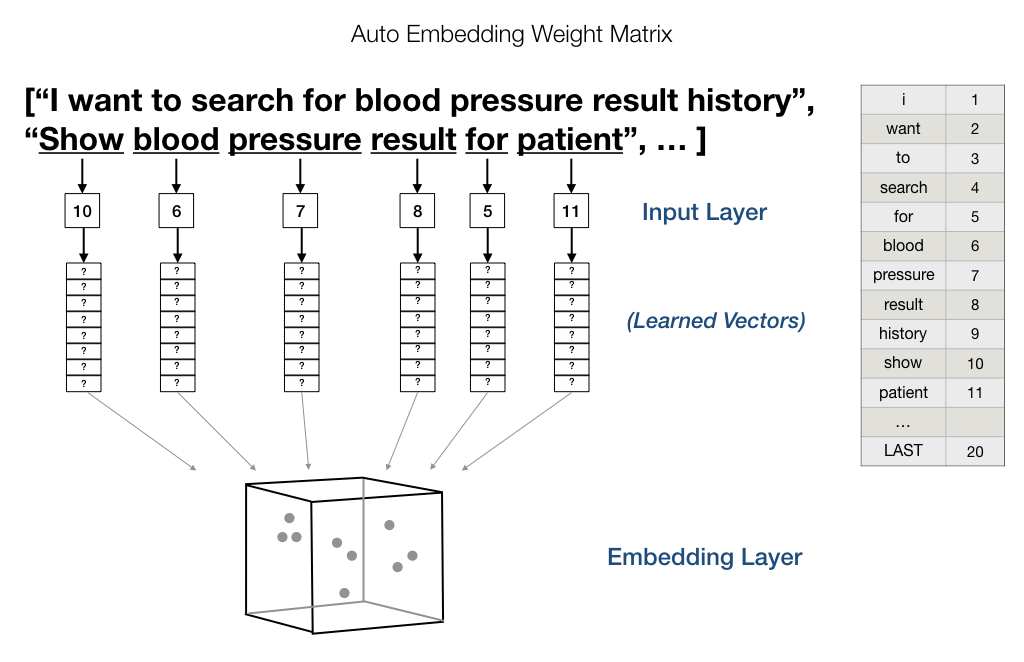 Auto Embedding Weight Matrix
[“I want to search for blood pressure result history”,
“Show blood pressure result for patient”, … ]
10 6 7 8 5 11
Input Layer
? ? ? ? ? ?
? ? ? ? ? ?
? ? ? ? ? ?
? ? ? ? ? ?
? ? ? ? ? ?
? ? ? ? ? ?
? ? ? ? ? ?
? ? ? ? ? ?
(Learned Vectors)
Embedding Layer
i 1
want 2
to 3
search 4
for 5
blood 6
pressure 7
result 8
history 9
show 10
patient 11
…
LAST 20